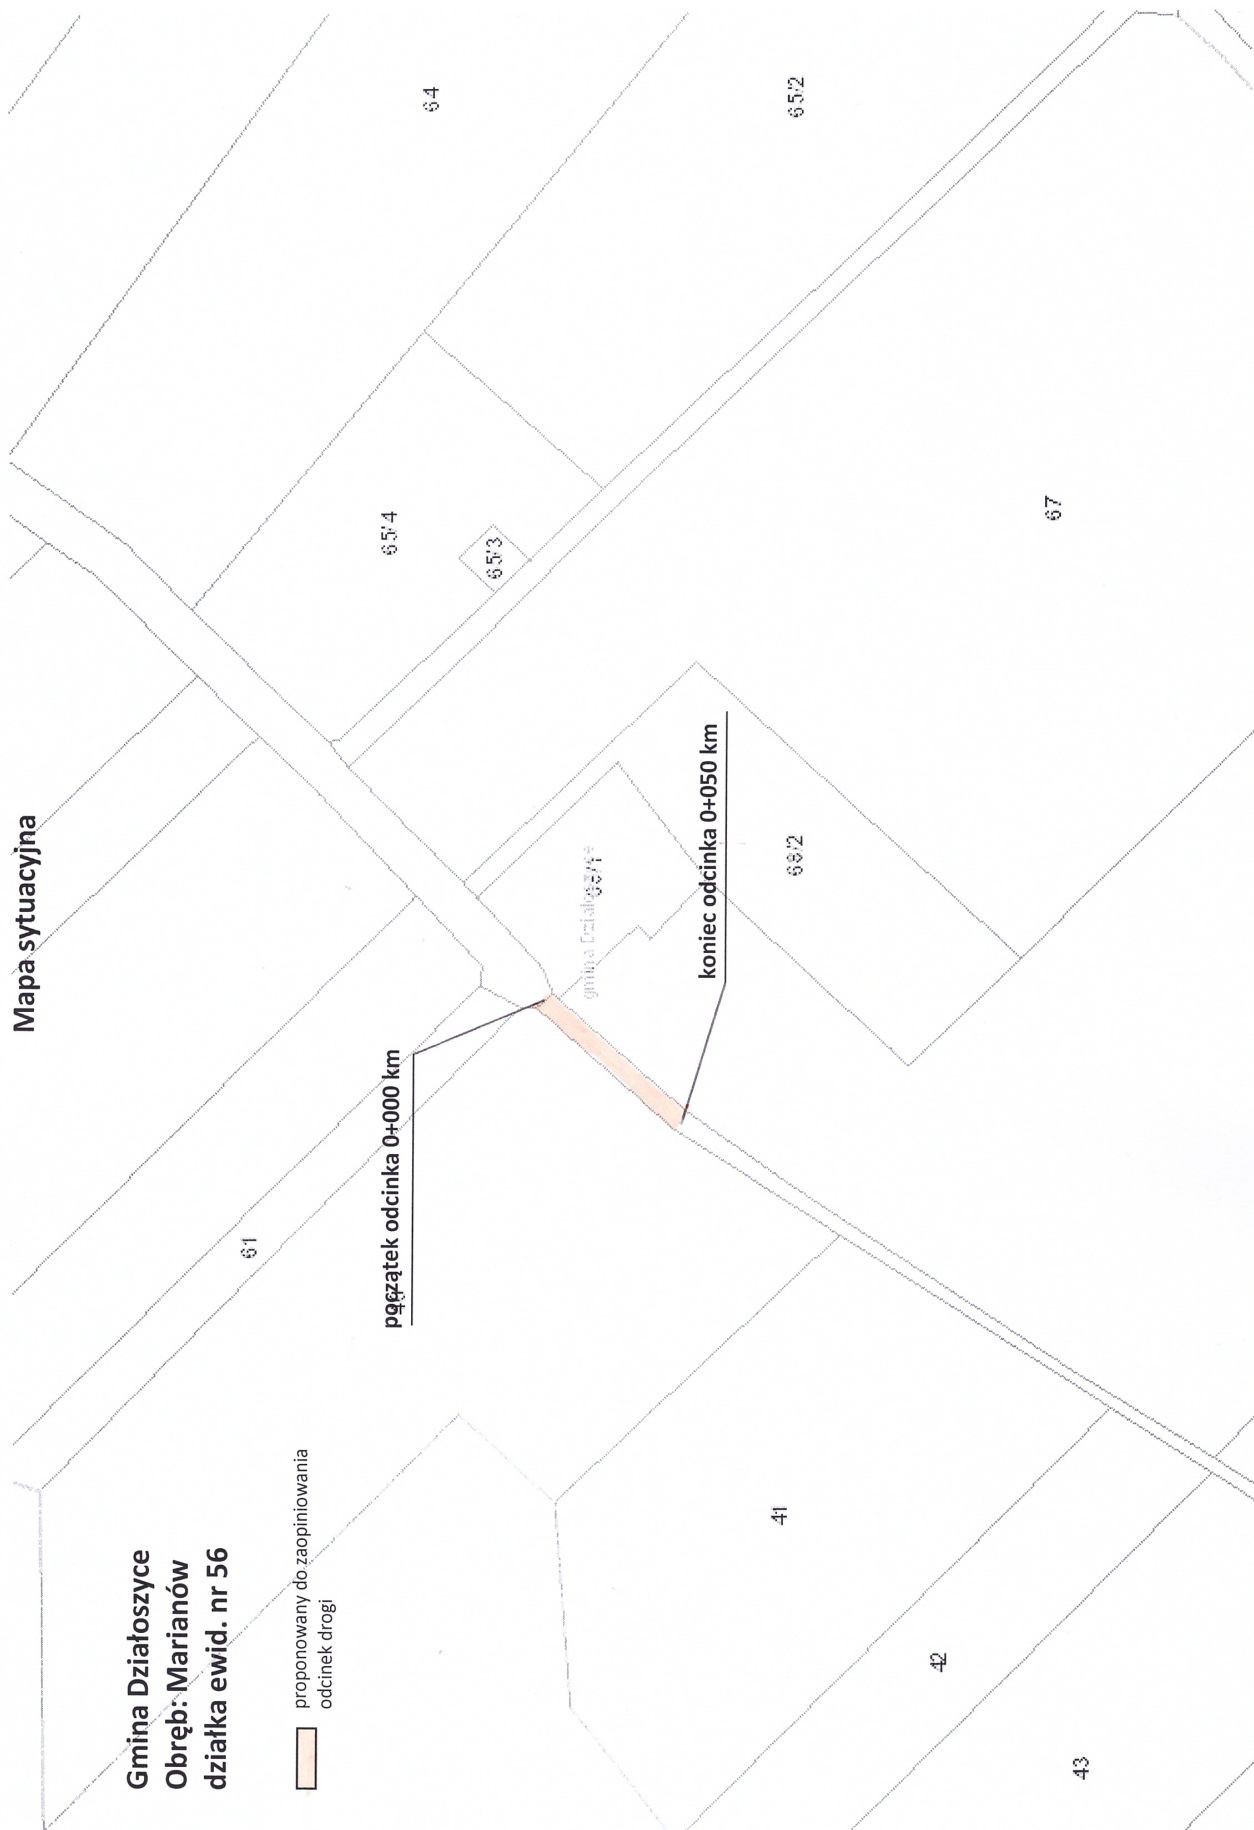 Mapa sytuacyjna
Gmina Działoszyce
Obręb: Marianów
działka ewid. nr 56
proponowany do zaopiniowania
odcinek drogi
początek odcinka 0+000 km
koniec odcinka 0+050 km
gmina Działoszyce
61
64
65/2
65/4
65/3
67
68/2
41
42
43